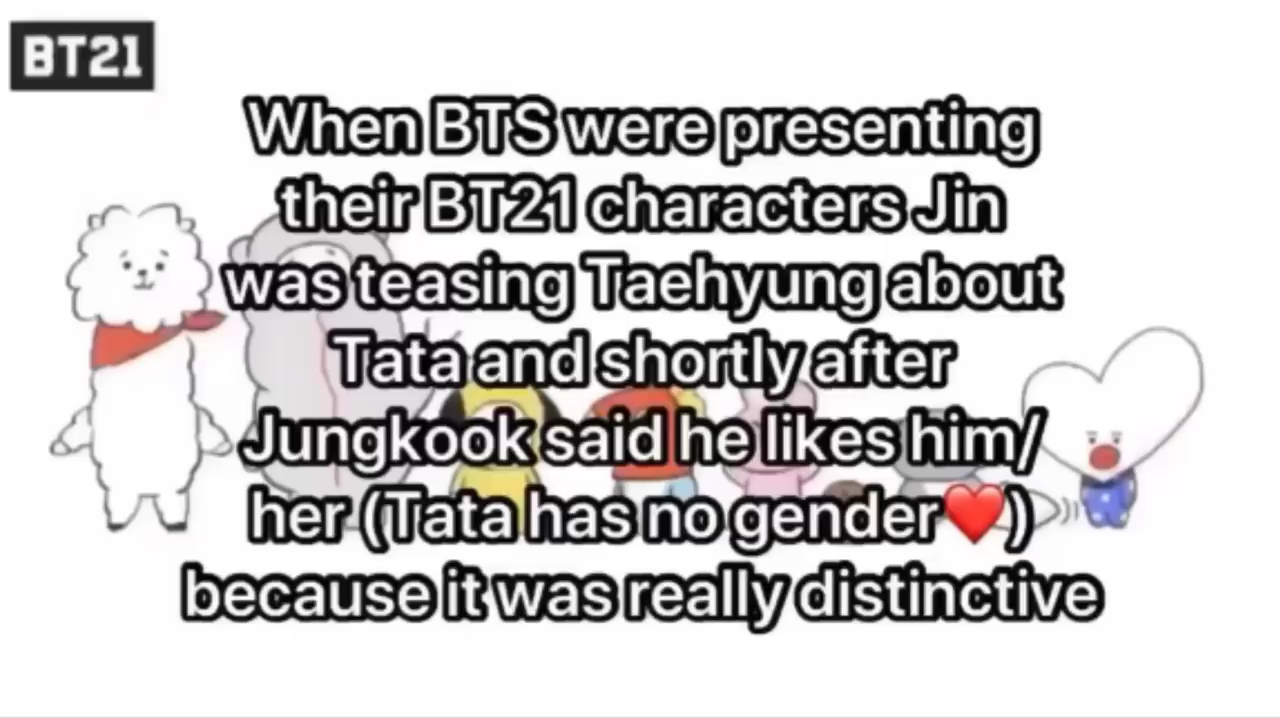 BT21
When BTS were presenting
their BT21 characters Jin
was teasing Taehyung about
Tata and shortly after
Jungkook said he likes him/
her (Tata has no gender❤️)
because it was really distinctive